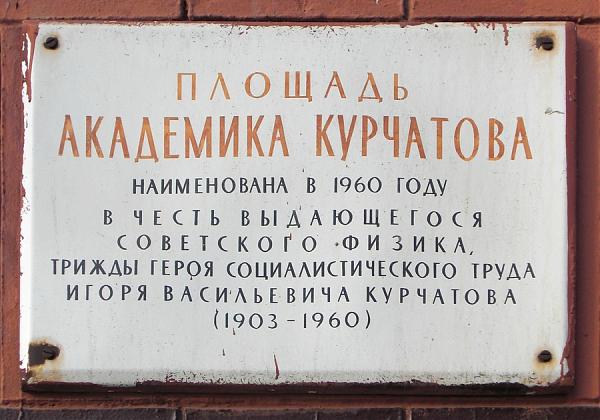 ПЛОЩАДЬ
АКАДЕМИКА КУРЧАТОВА
НАИМЕНОВАНА В 1960 ГОДУ
В ЧЕСТЬ ВЫДАЮЩЕГОСЯ
СОВЕТСКОГО ФИЗИКА,
ТРИЖДЫ ГЕРОЯ СОЦИАЛИСТИЧЕСКОГО ТРУДА
ИГОРЯ ВАСИЛЬЕВИЧА КУРЧАТОВА
(1903-1960)